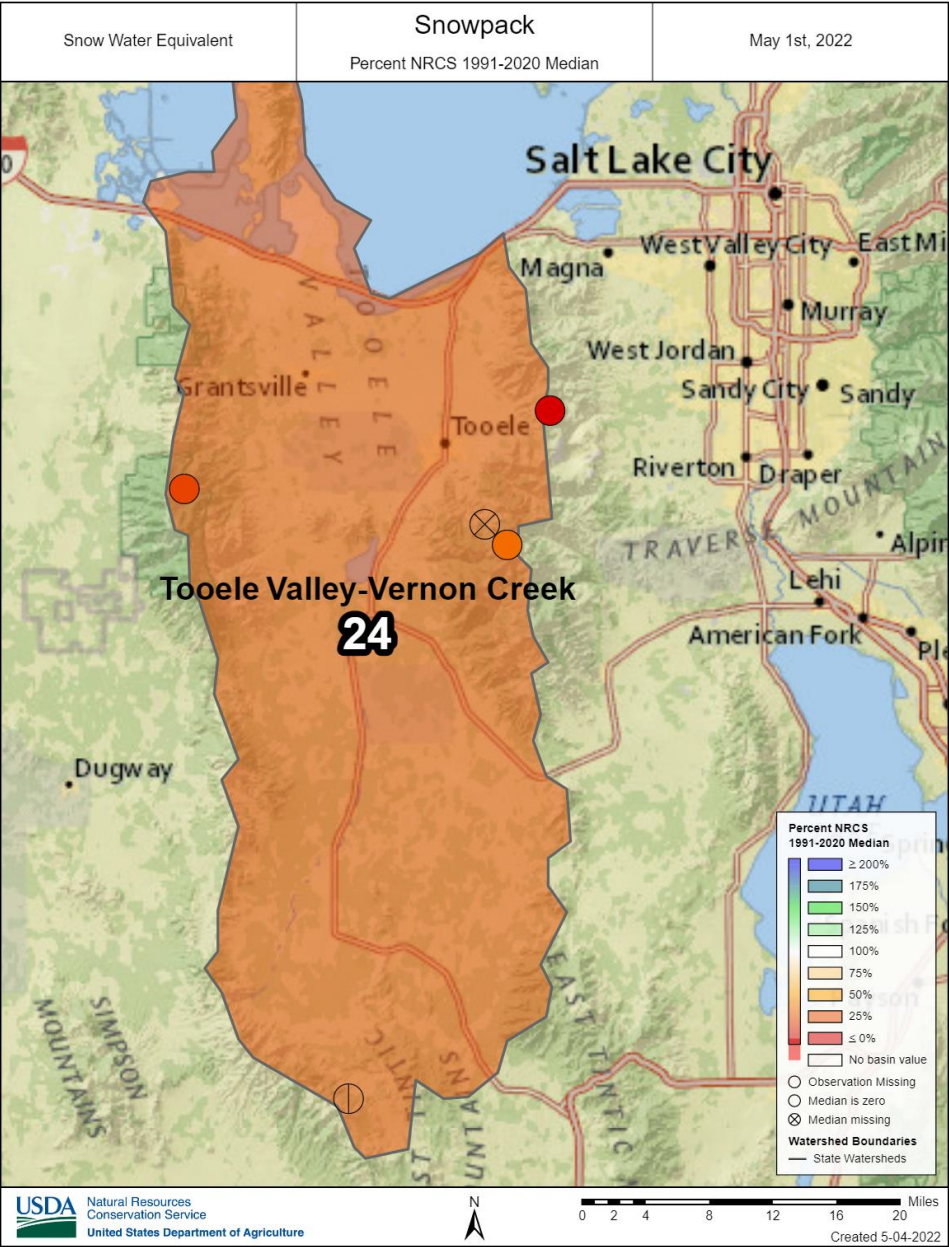 Snow Water Equivalent
Snowpack
Percent NRCS 1991-2020 Median
May 1st, 2022
0
Salt Lake City
West Valley City
East Mi
Magna
Murray
West Jordan
Sandy City
Sandy
Grantsville
VALLEY
TOOELE
Tooele
Riverton
Draper
TRAVERSE MOUNTAIN
Alpin
Tooele Valley-Vernon Creek
24
Lehi
American Fork
Ple
Dugway
UTAH
SIMPSON
MOUNTAINS
EAST TINTIC
Percent NRCS
1991-2020 Median
≥ 200%
175%
150%
125%
100%
75%
50%
25%
≤ 0%
No basin value
Observation Missing
Median is zero
Median missing
Watershed Boundaries
State Watersheds
USDA
Natural Resources
Conservation Service
United States Department of Agriculture
N
Miles
0 2 4 8 12 16 20
Created 5-04-2022